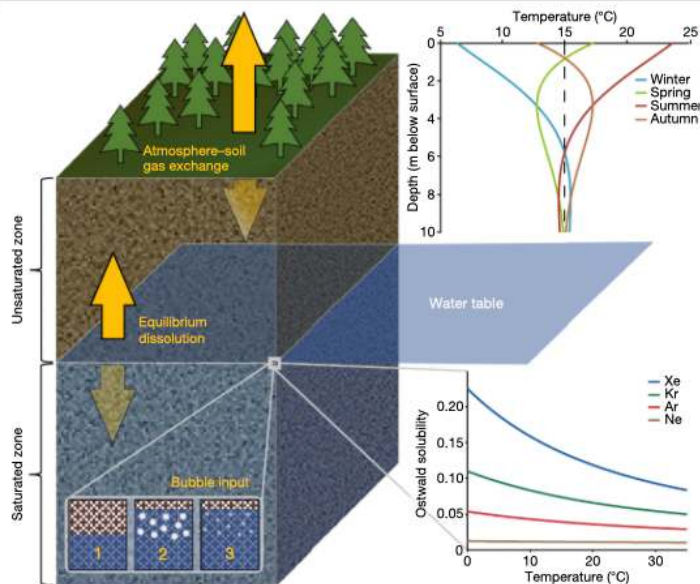 Temperature (°C)
5 10 15 20 25
0
2
4
6
8
10
Depth (m below surface)
Winter
Spring
Summer
Autumn
Atmosphere–soil
gas exchange
Unsaturated zone
Water table
Equilibrium
dissolution
Saturated zone
Bubble input
1 2 3
Xe
Kr
Ar
Ne
Ostwald solubility
0.20
0.15
0.10
0.05
0
0 10 20 30
Temperature (°C)